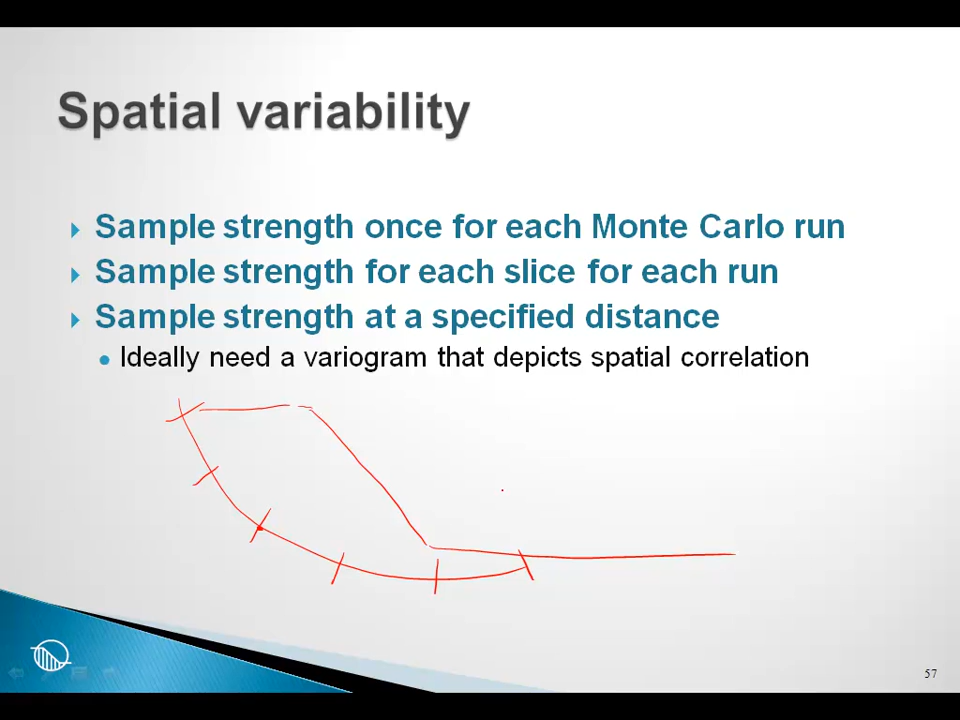 Spatial variability
Sample strength once for each Monte Carlo run
Sample strength for each slice for each run
Sample strength at a specified distance
Ideally need a variogram that depicts spatial correlation
57